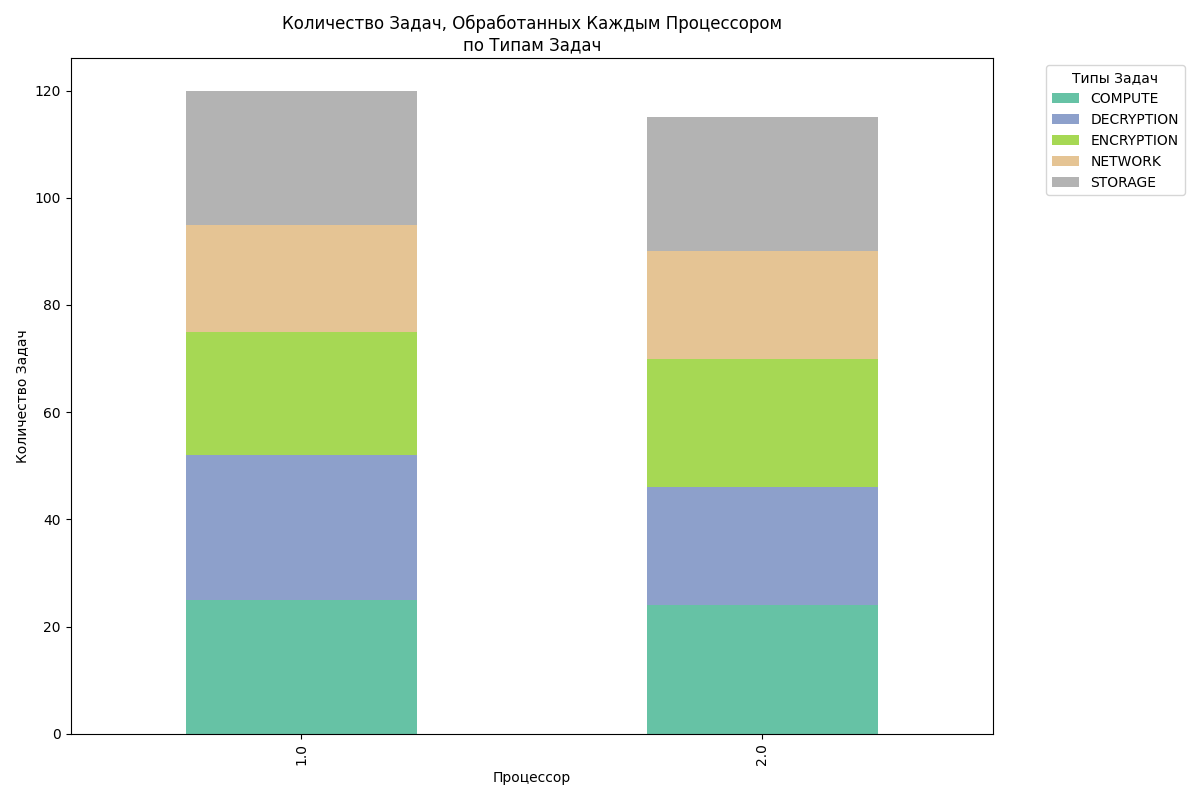 Количество Задач, Обработанных Каждым Процессором
по Типам Задач
Количество Задач
120
100
80
60
40
20
0
1.0
2.0
Процессор
Типы Задач
COMPUTE
DECRYPTION
ENCRYPTION
NETWORK
STORAGE